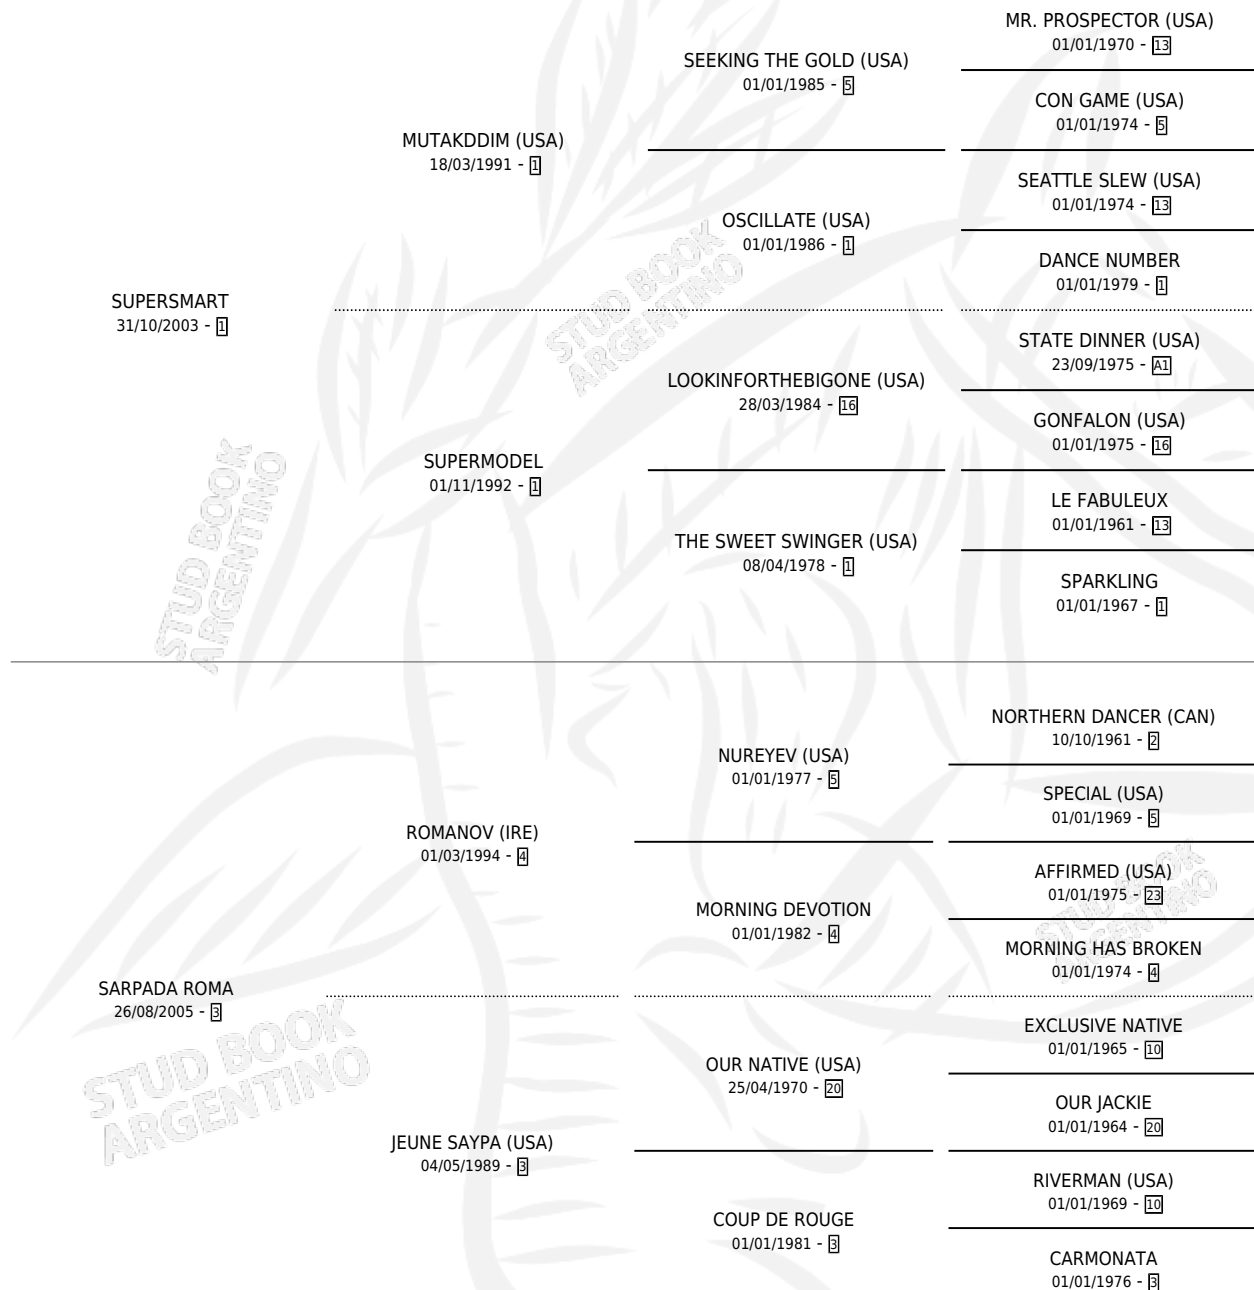 MR. PROSPECTOR (USA)
01/01/1970 - 13
SEEKING THE GOLD (USA)
01/01/1985 - 5
CON GAME (USA)
01/01/1974 - 5
MUTAKDDIM (USA)
18/03/1991 - 1
SEATTLE SLEW (USA)
01/01/1974 - 13
OSCILLATE (USA)
01/01/1986 - 1
DANCE NUMBER
01/01/1979 - 1
SUPERSMART
31/10/2003 - 1
STATE DINNER (USA)
23/09/1975 - A1
LOOKINFORTHEBIGONE (USA)
28/03/1984 - 16
GONFALON (USA)
01/01/1975 - 16
SUPERMODEL
01/11/1992 - 1
LE FABULEUX
01/01/1961 - 13
THE SWEET SWINGER (USA)
08/04/1978 - 1
SPARKLING
01/01/1967 - 1
NORTHERN DANCER (CAN)
10/10/1961 - 2
NUREYEV (USA)
01/01/1977 - 5
SPECIAL (USA)
01/01/1969 - 5
ROMANOV (IRE)
01/03/1994 - 4
AFFIRMED (USA)
01/01/1975 - 23
MORNING DEVOTION
01/01/1982 - 4
MORNING HAS BROKEN
01/01/1974 - 4
SARPADA ROMA
26/08/2005 - 3
EXCLUSIVE NATIVE
01/01/1965 - 10
OUR NATIVE (USA)
25/04/1970 - 20
OUR JACKIE
01/01/1964 - 20
JEUNE SAYPA (USA)
04/05/1989 - 3
RIVERMAN (USA)
01/01/1969 - 10
COUP DE ROUGE
01/01/1981 - 3
CARMONATA
01/01/1976 - 3
STUD BOOK
ARGENTINO
STUD BOOK
ARGENTINO
STUD BOOK
ARGENTINO
STUD BOOK
ARGENTINO